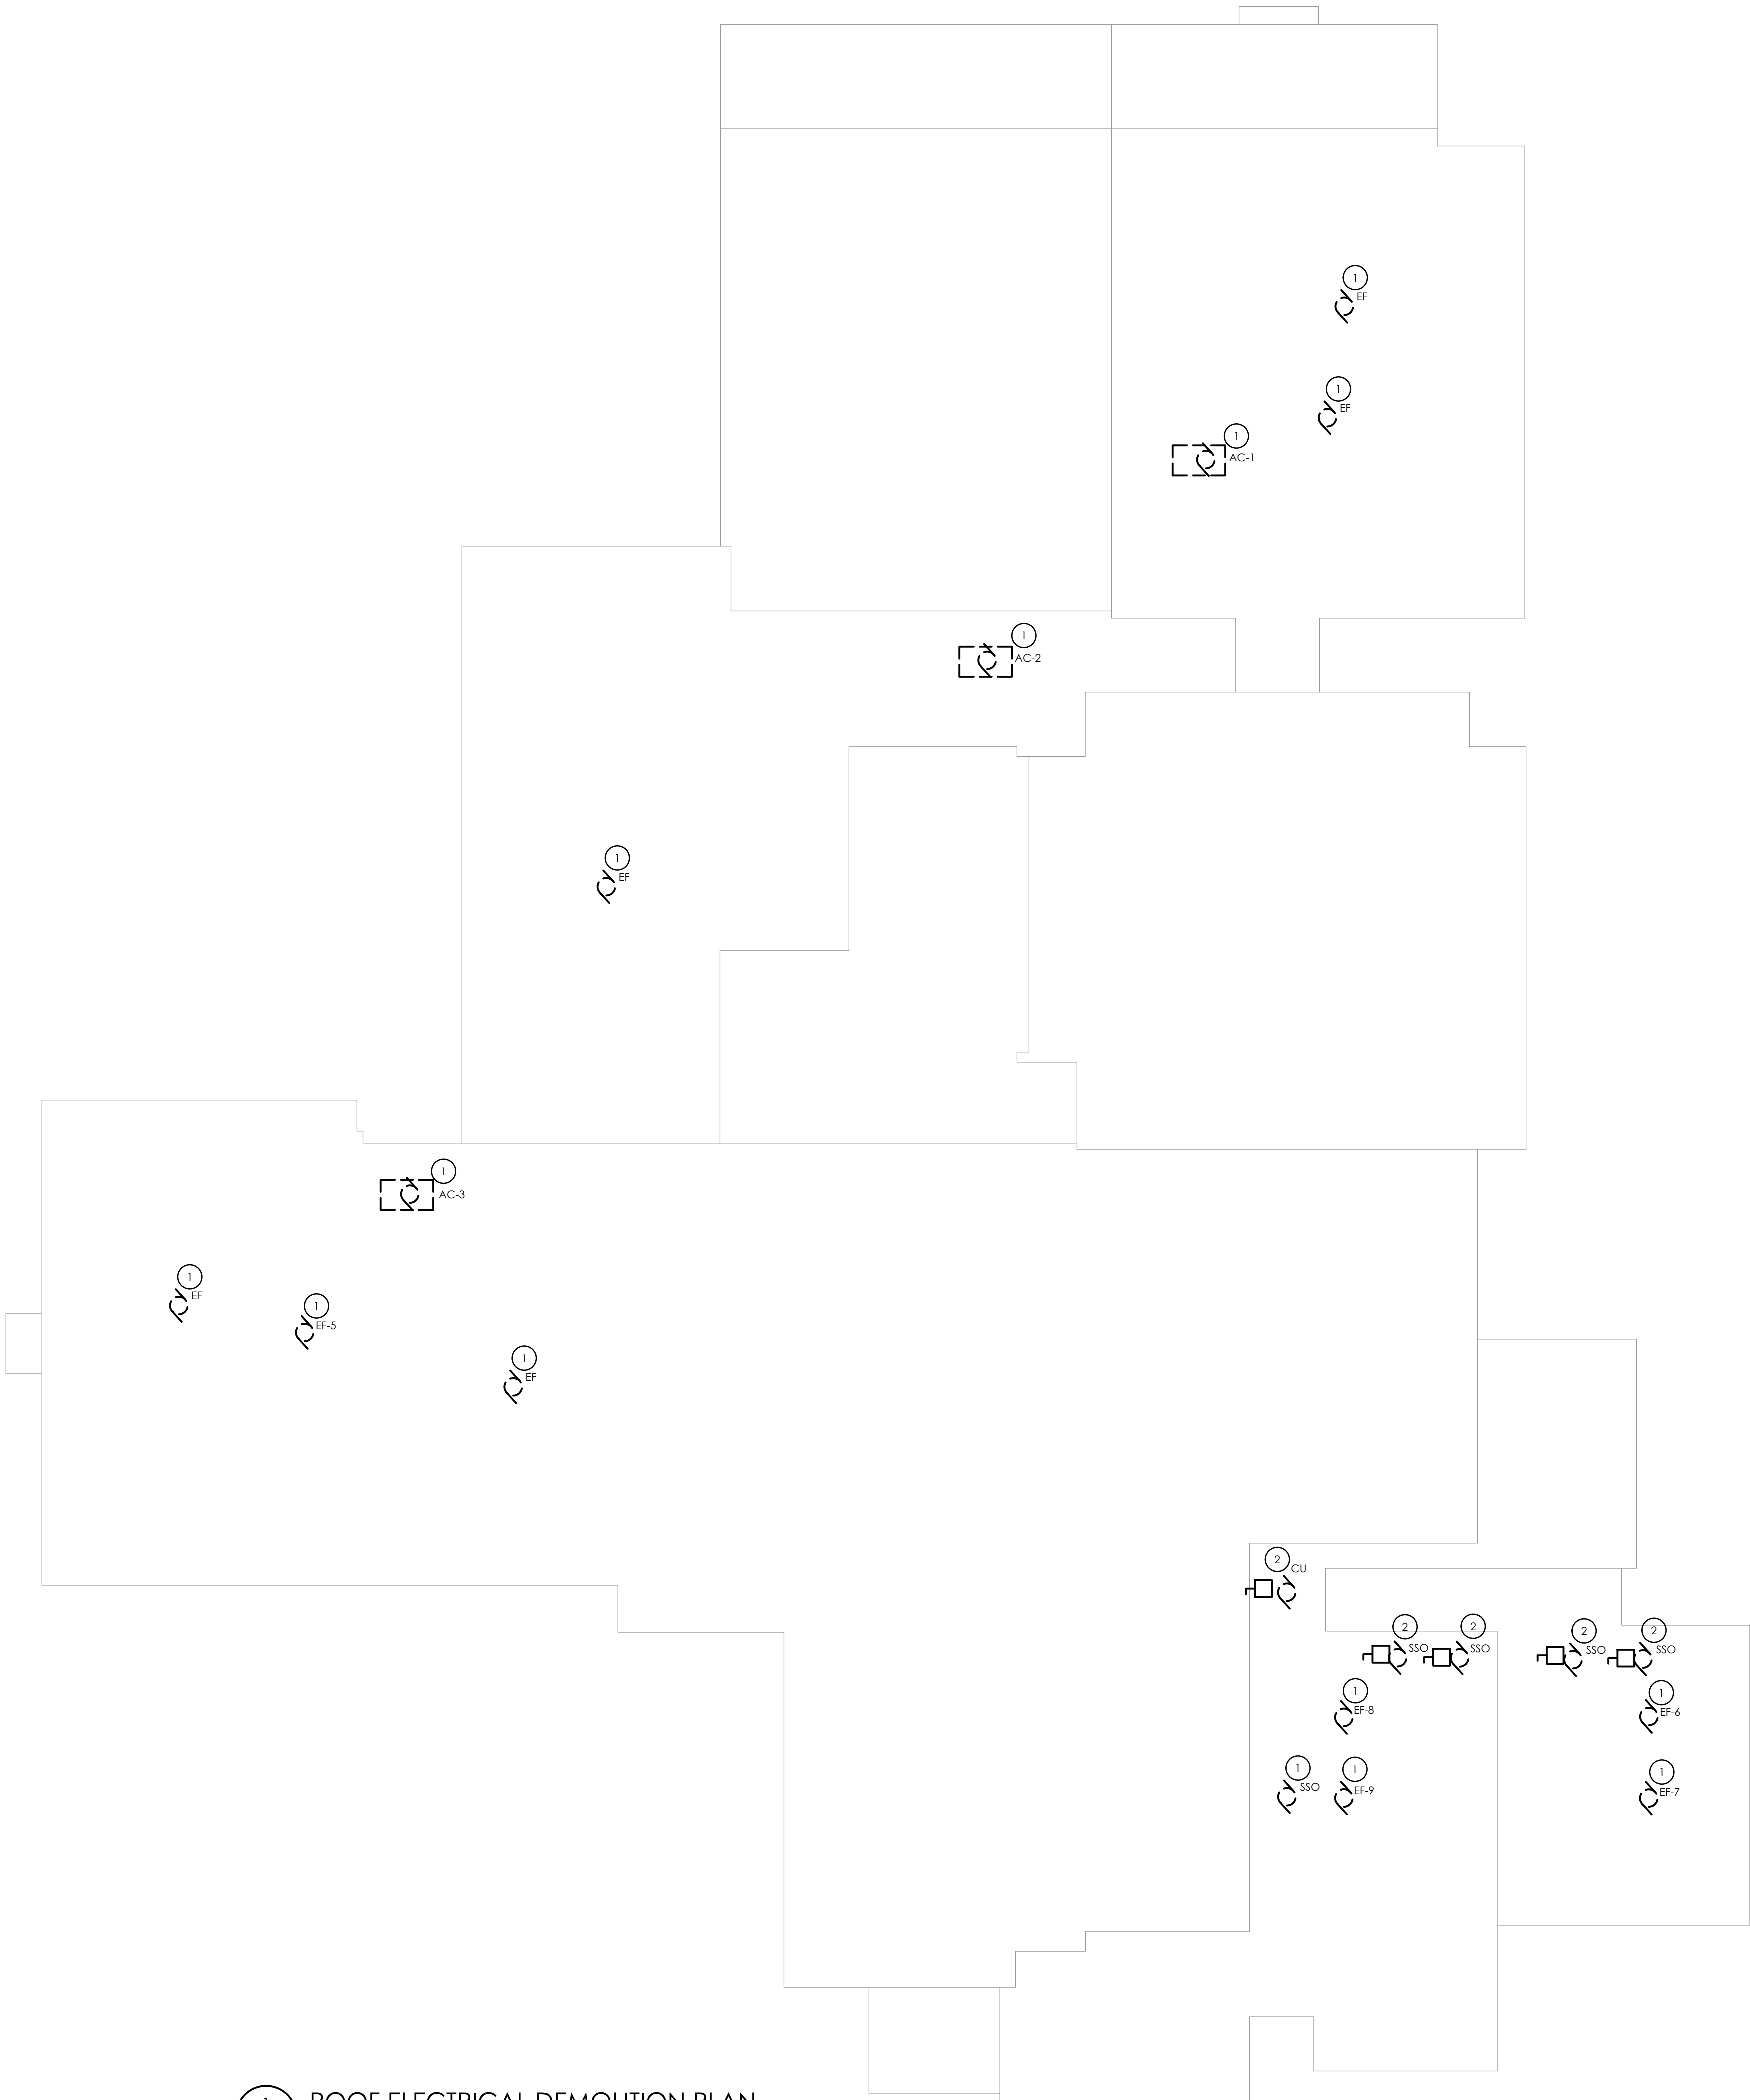 1
EF
1
EF
1
AC-1
1
AC-2
1
EF
1
AC-3
1
EF
1
EF-5
1
EF
2
CU
2
SSO
2
SSO
2
SSO
2
SSO
1
EF-8
1
EF-6
1
SSO
1
EF-9
1
EF-7
ROOF ELECTRICAL DEMOLITION PLAN